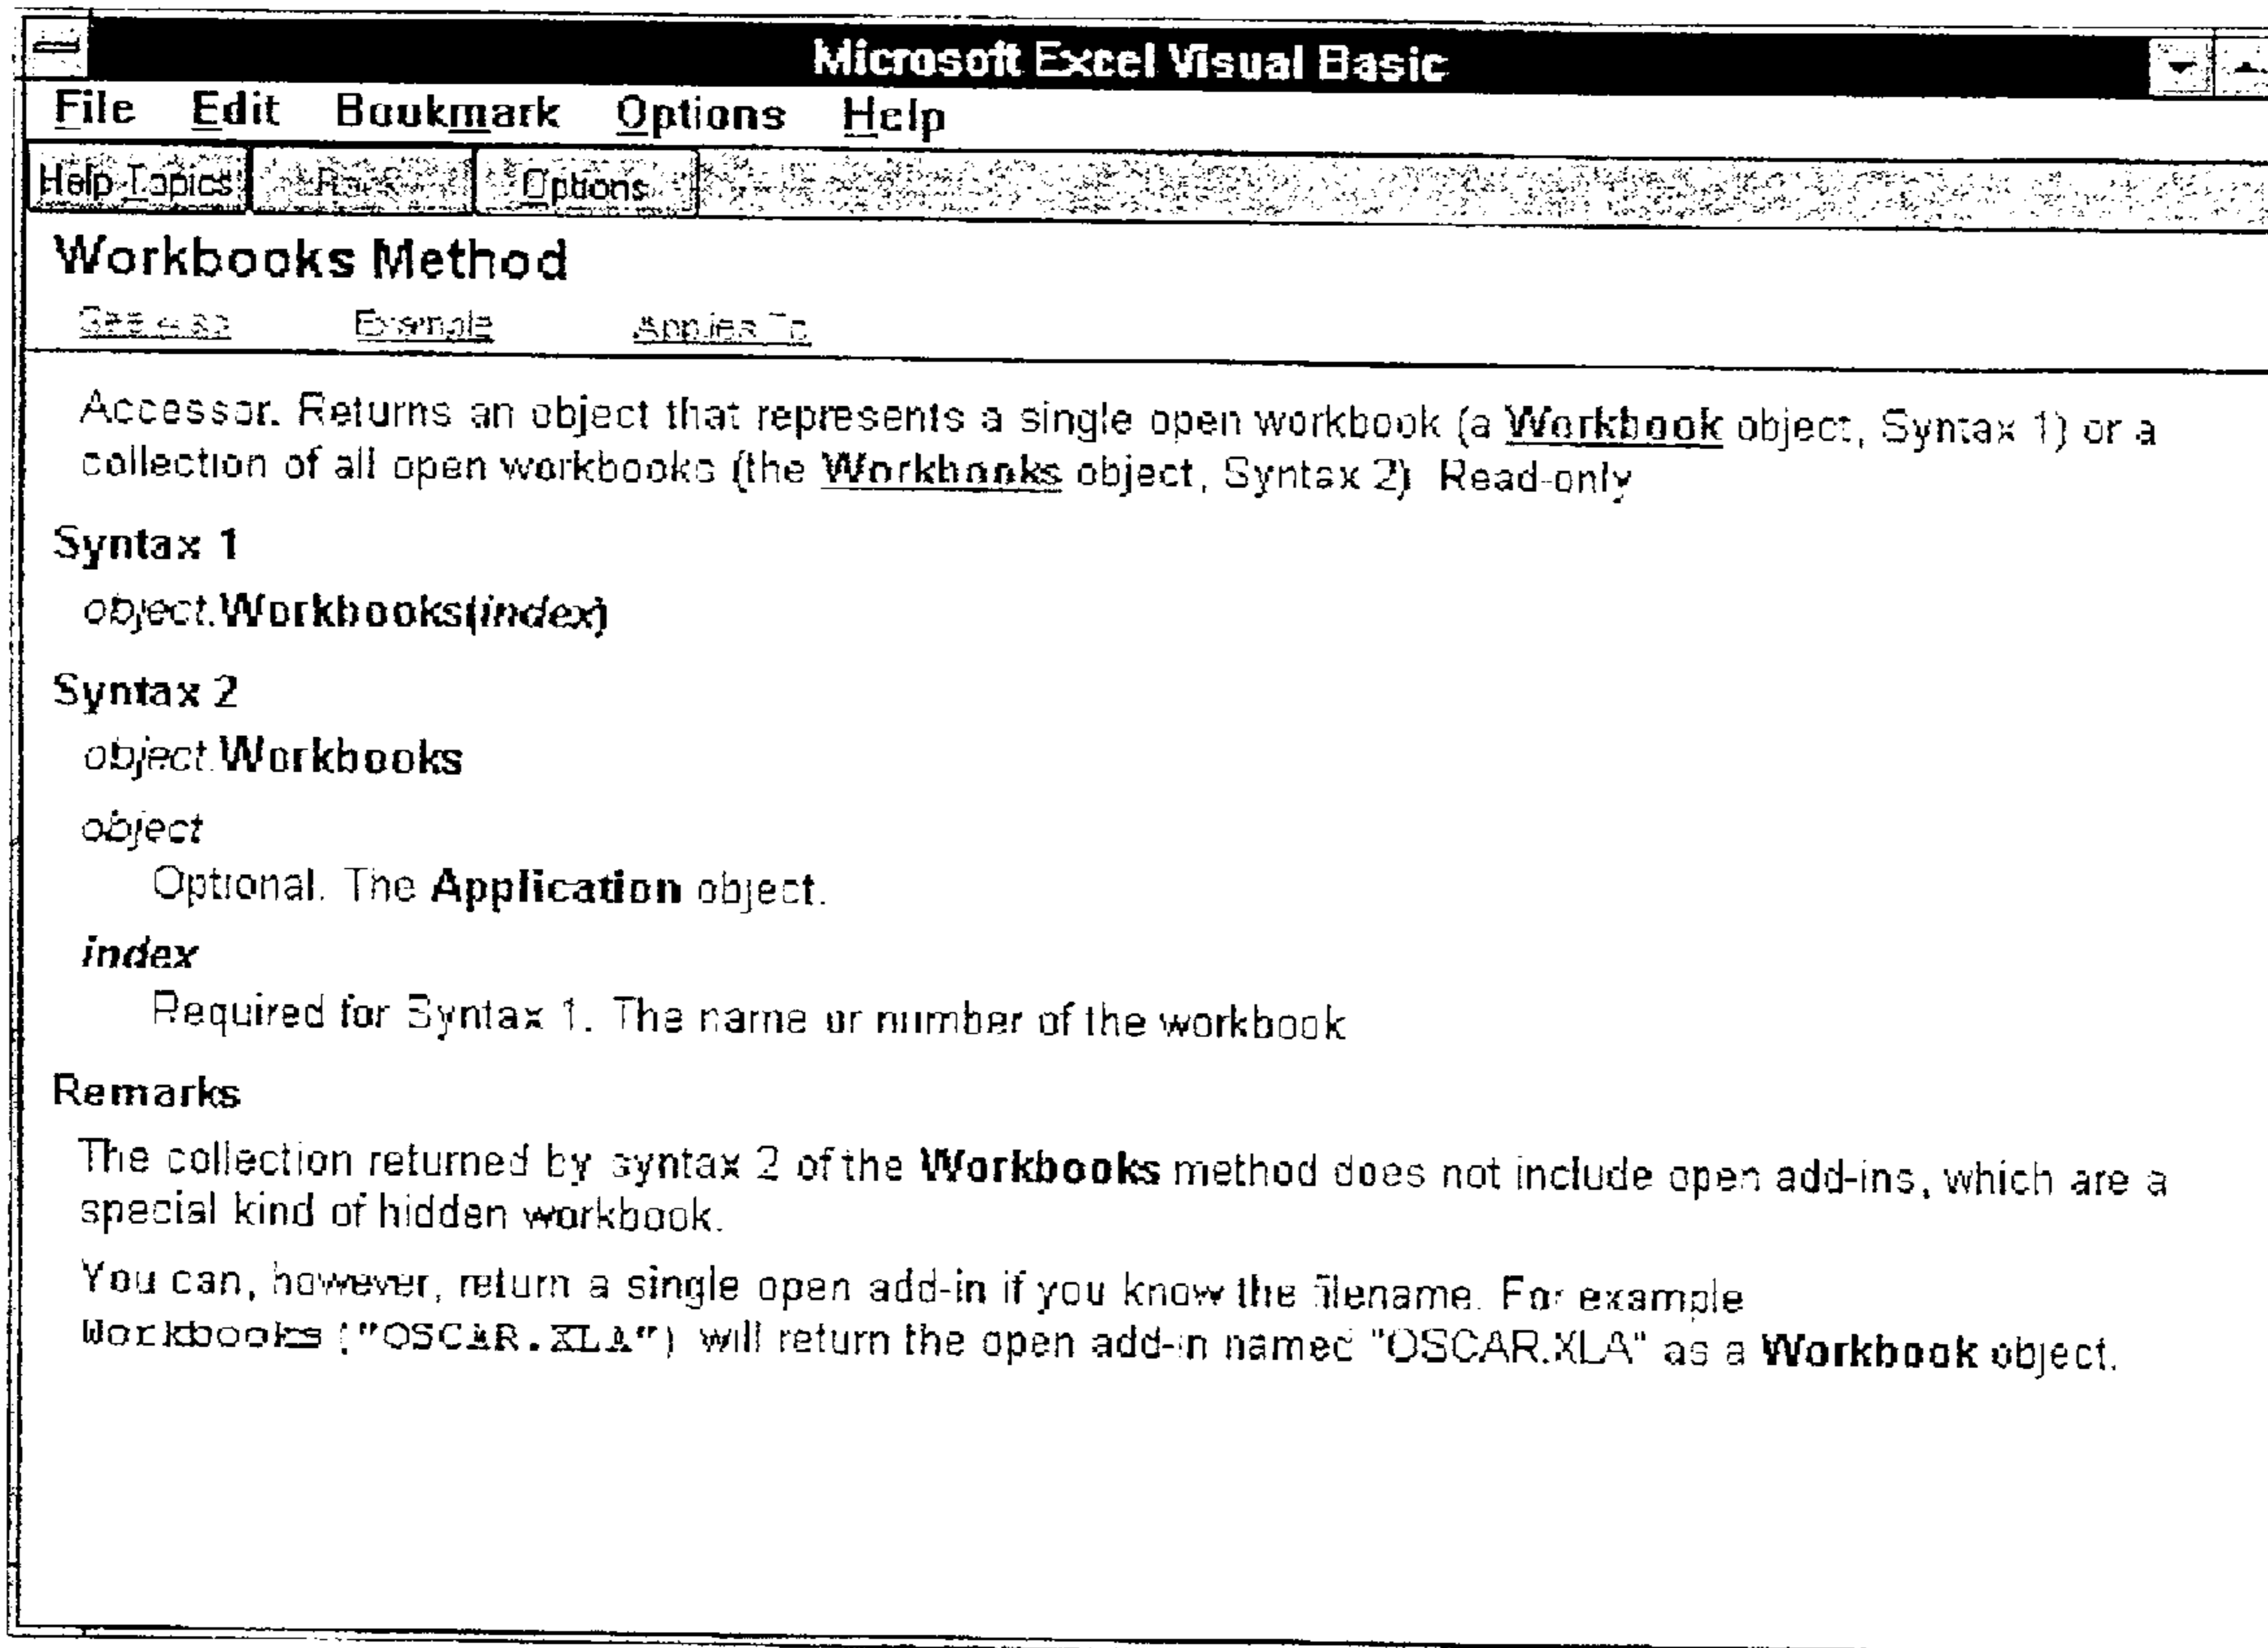 Microsoft Excel Visual Basic
File Edit Bookmark Options Help
Help Topics Back Options
Workbooks Method
See Also Example Applies To
Accessor. Returns an object that represents a single open workbook (a Workbook object, Syntax 1) or a
collection of all open workbooks (the Workbooks object, Syntax 2) Read-only
Syntax 1
object.Workbooks(index)
Syntax 2
object.Workbooks
object
Optional. The Application object.
index
Required for Syntax 1. The name or number of the workbook
Remarks
The collection returned by syntax 2 of the Workbooks method does not include open add-ins, which are a
special kind of hidden workbook.
You can, however, return a single open add-in if you know the filename. For example
Workbooks("OSCAR.XLA") will return the open add-in named "OSCAR.XLA" as a Workbook object.